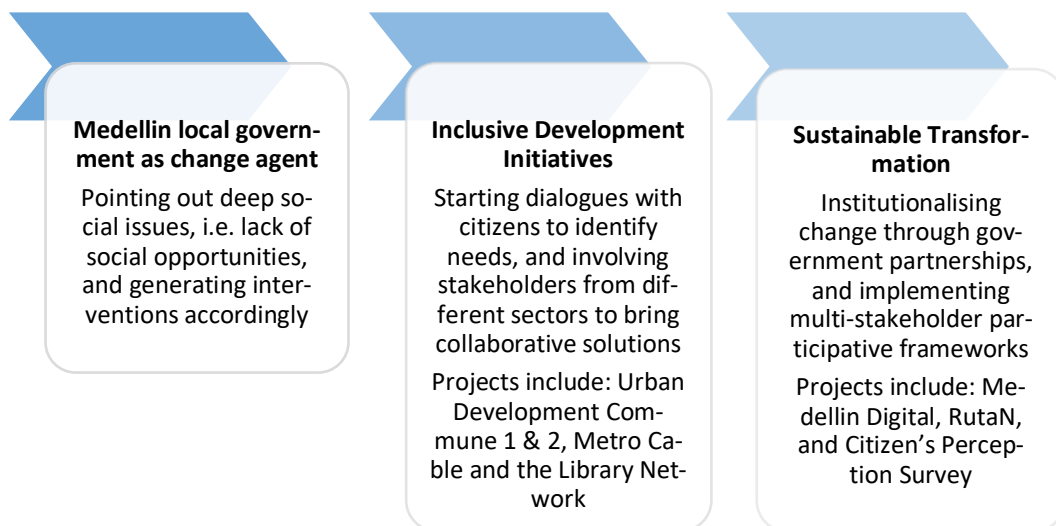 Medellin local govern-
ment as change agent
Pointing out deep so-
cial issues, i.e. lack of
social opportunities,
and generating inter-
ventions accordingly
Inclusive Development
Initiatives
Starting dialogues with
citizens to identify
needs, and involving
stakeholders from dif-
ferent sectors to bring
collaborative solutions
Projects include: Urban
Development Com-
mune 1 & 2, Metro Ca-
ble and the Library Net-
work
Sustainable Transfor-
mation
Institutionalising
change through gov-
ernment partnerships,
and implementing
multi-stakeholder par-
ticipative frameworks
Projects include: Me-
dellin Digital, RutaN,
and Citizen’s Percep-
tion Survey